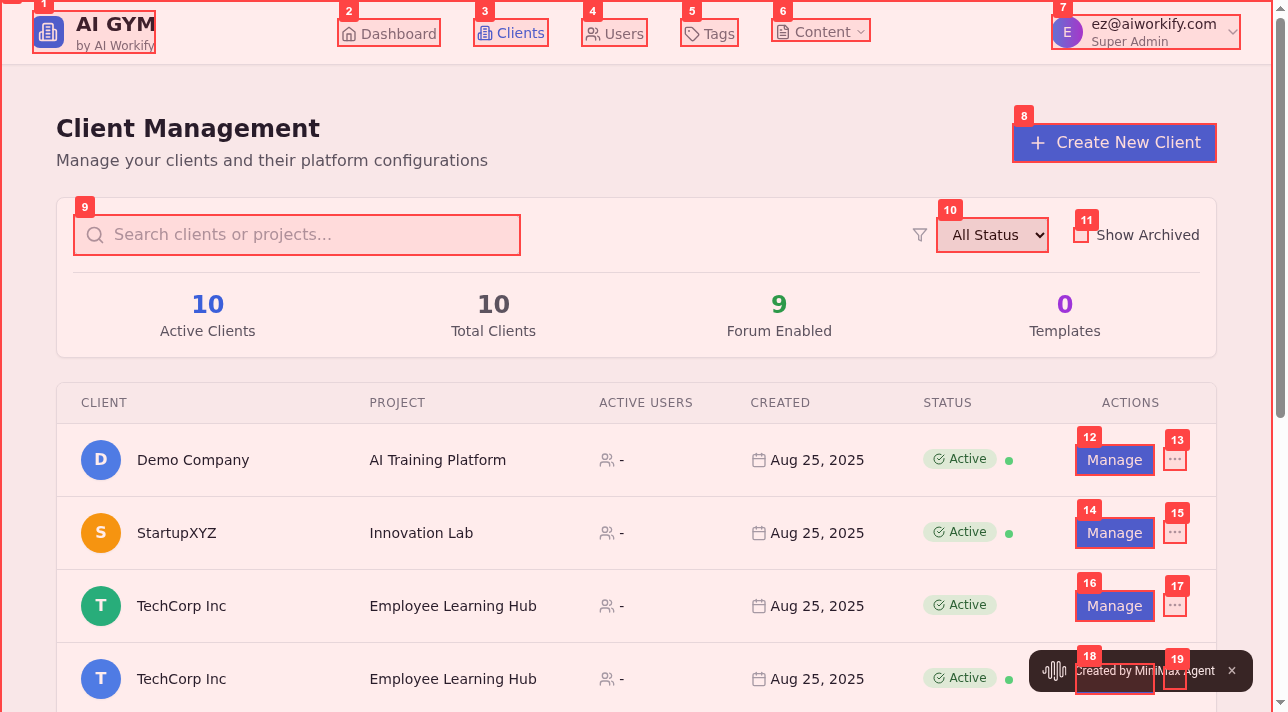 1
2
3
4
5
6
7
AI GYM
by AI Workify
Dashboard
Clients
Users
Tags
Content
E
ez@aiworkify.com
Super Admin
Client Management
Manage your clients and their platform configurations
8
Create New Client
9
Search clients or projects...
10
All Status
11
Show Archived
10
Active Clients
10
Total Clients
9
Forum Enabled
0
Templates
CLIENT PROJECT ACTIVE USERS CREATED STATUS ACTIONS
D Demo Company AI Training Platform - Aug 25, 2025 Active 12 Manage 13 ...
S StartupXYZ Innovation Lab - Aug 25, 2025 Active 14 Manage 15 ...
T TechCorp Inc Employee Learning Hub - Aug 25, 2025 Active 16 Manage 17 ...
T TechCorp Inc Employee Learning Hub - Aug 25, 2025 Active 18 19
Created by MiniMax Agent ×